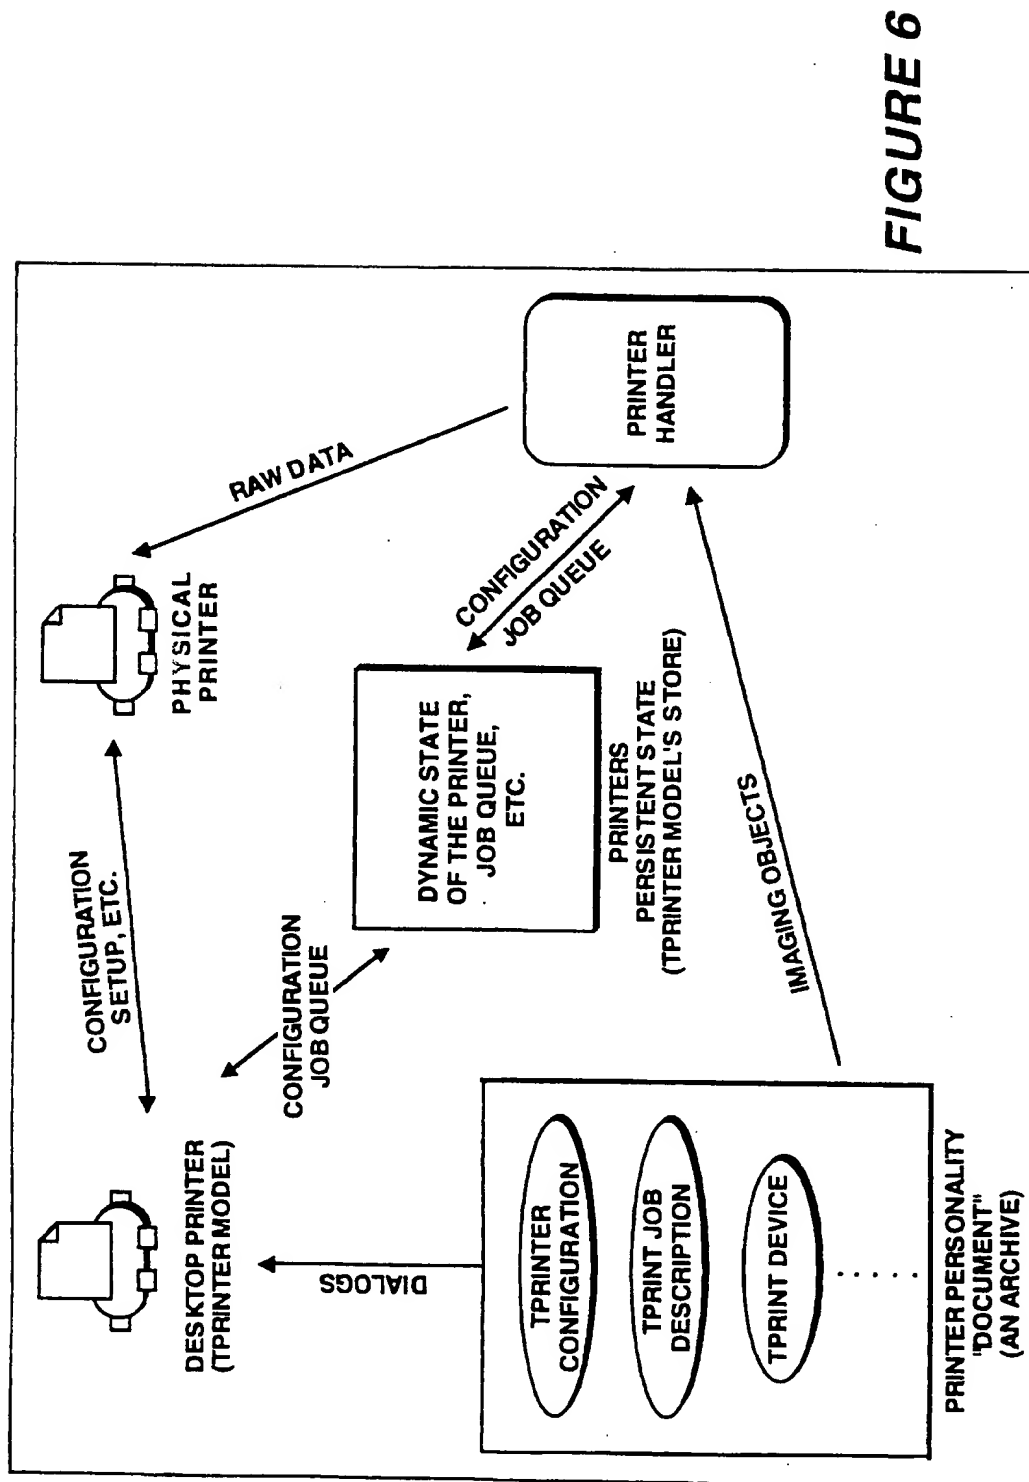 DESKTOP PRINTER
(TPRINTER MODEL)
CONFIGURATION
SETUP, ETC.
PHYSICAL
PRINTER
RAW DATA
CONFIGURATION
JOB QUEUE
DYNAMIC STATE
OF THE PRINTER,
JOB QUEUE,
ETC.
CONFIGURATION
JOB QUEUE
PRINTERS
PERSISTENT STATE
(TPRINTER MODEL'S STORE)
PRINTER
HANDLER
DIALOGS
TPRINTER
CONFIGURATION
TPRINT JOB
DESCRIPTION
TPRINT DEVICE
IMAGING OBJECTS
PRINTER PERSONALITY
"DOCUMENT"
(AN ARCHIVE)
FIGURE 6